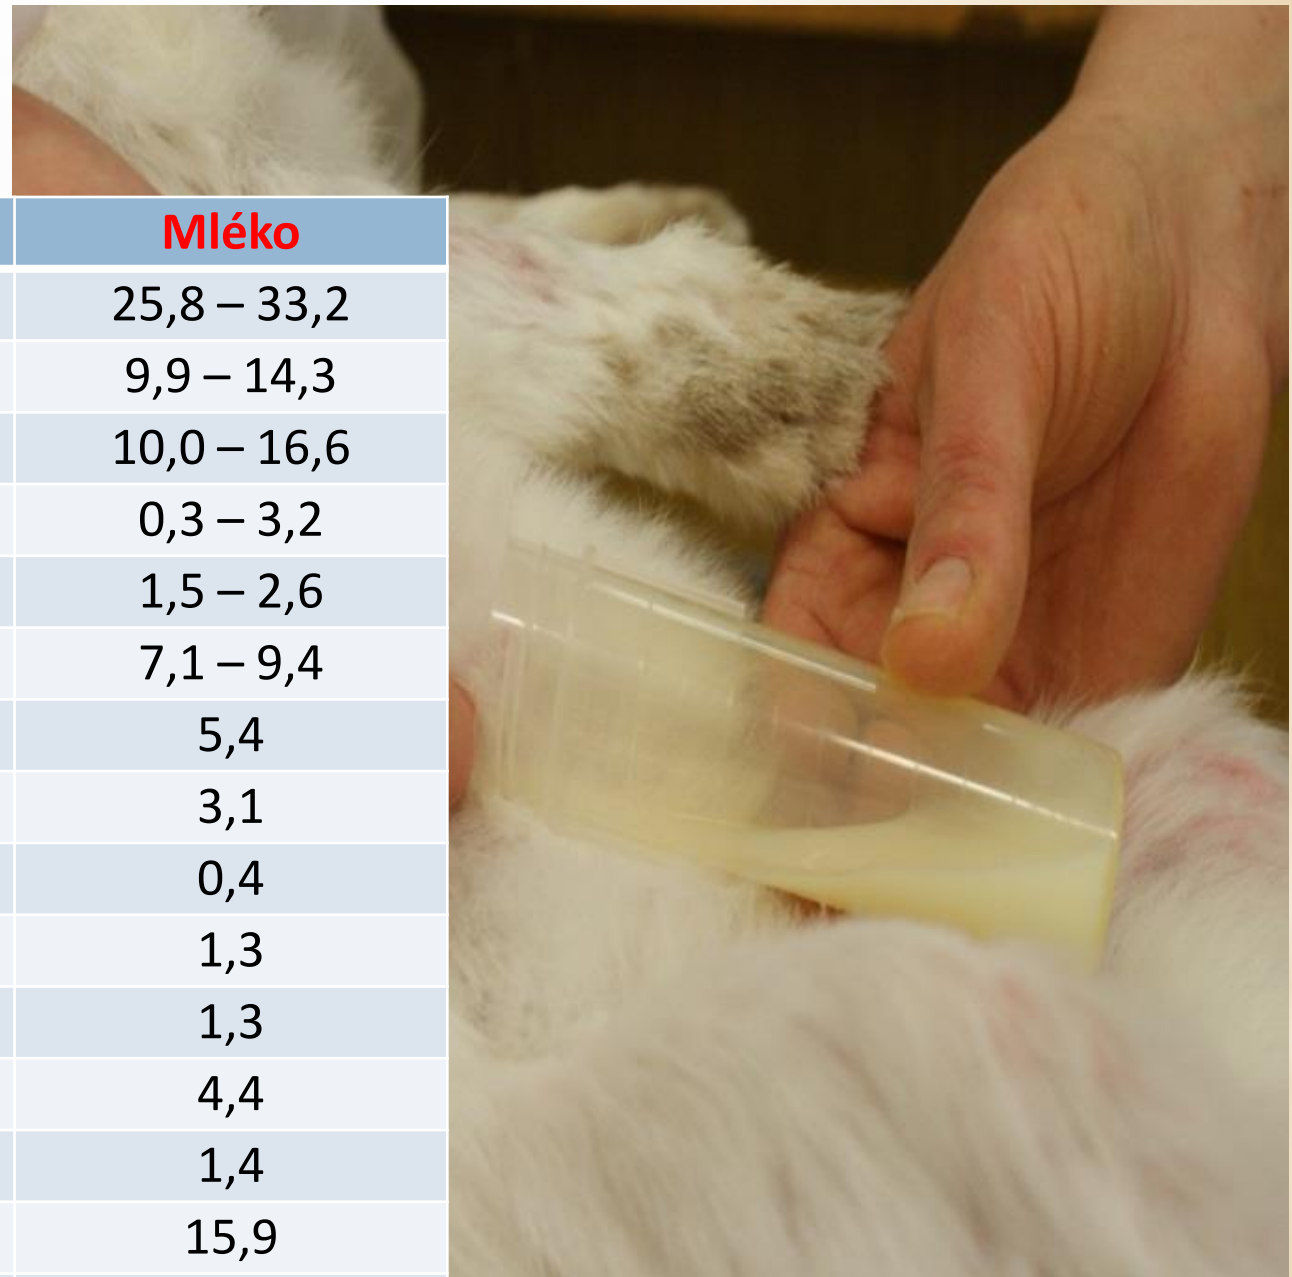 Mléko
25,8 – 33,2
9,9 – 14,3
10,0 – 16,6
0,3 – 3,2
1,5 – 2,6
7,1 – 9,4
5,4
3,1
0,4
1,3
1,3
4,4
1,4
15,9